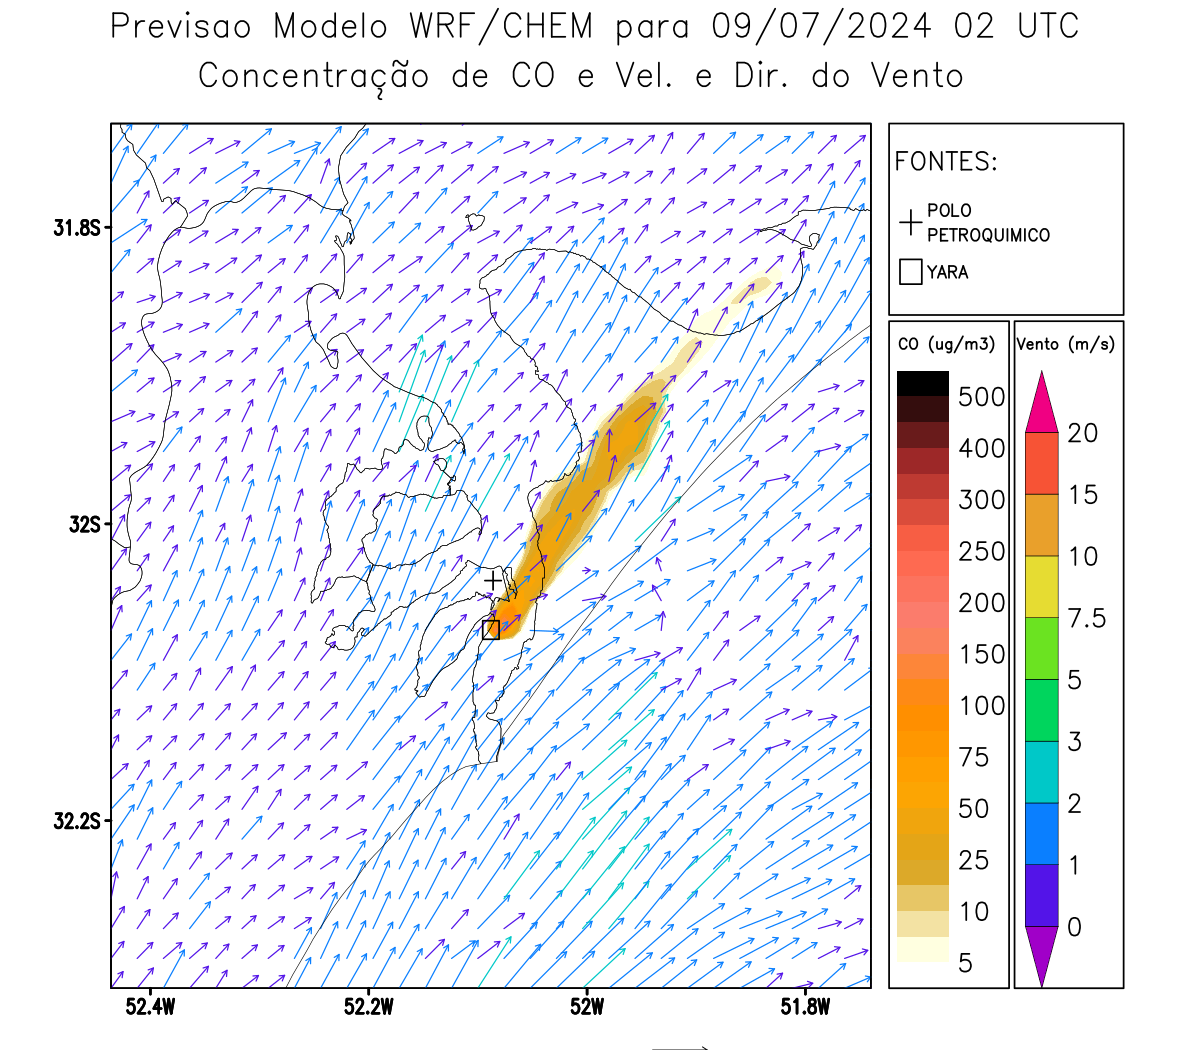 Previsao Modelo WRF/CHEM para 09/07/2024 02 UTC
Concentração de CO e Vel. e Dir. do Vento
FONTES:
POLO
PETROQUIMICO
YARA
CO (ug/m3)
500
400
300
250
200
150
100
75
50
25
10
5
Vento (m/s)
20
15
10
7.5
5
3
2
1
0
31.8S
32S
32.2S
52.4W
52.2W
52W
51.8W